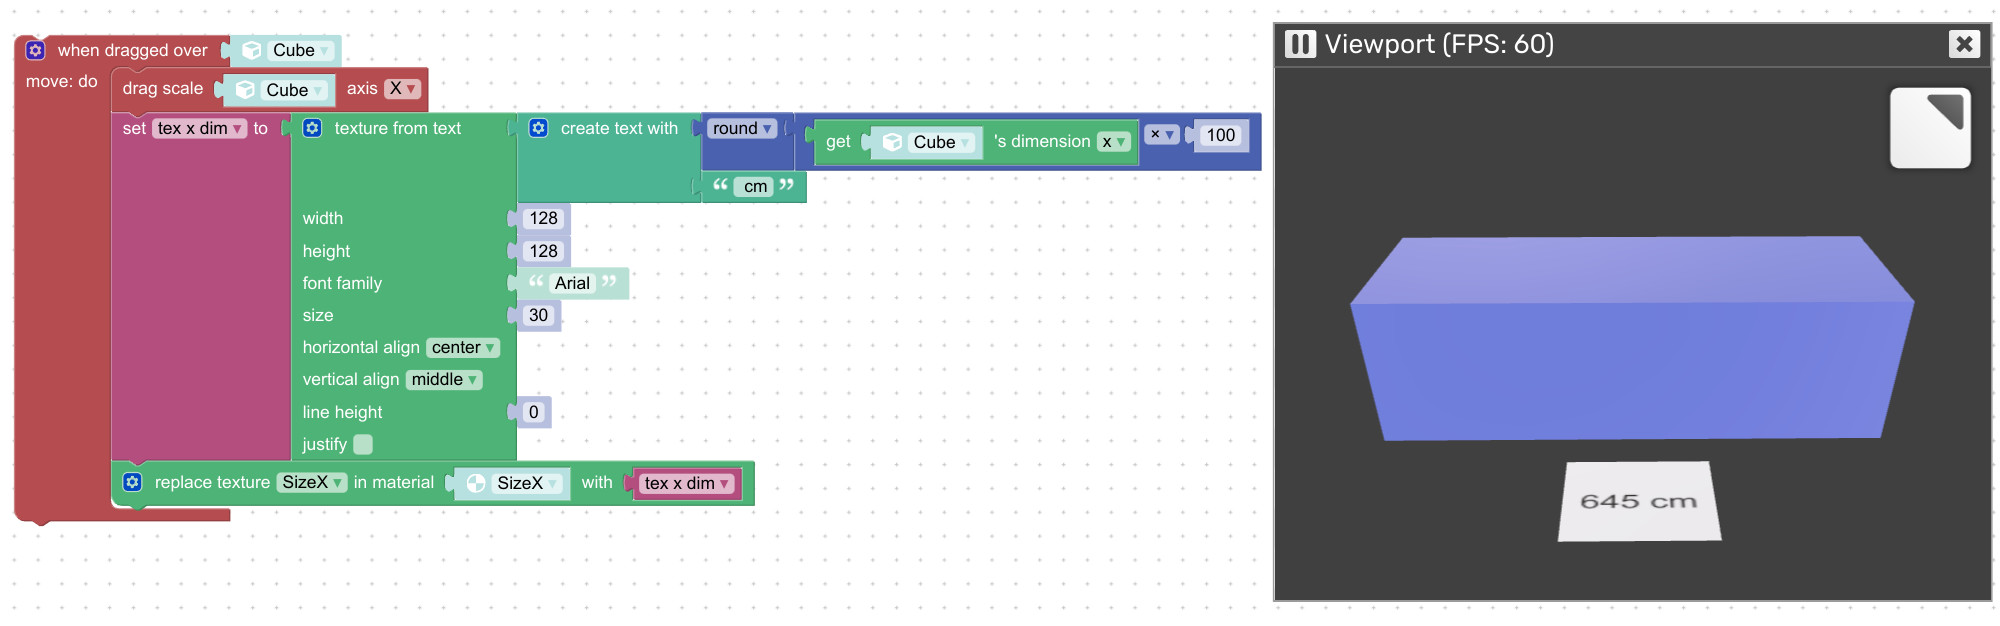 when dragged over Cube
move: do
drag scale Cube axis X
set tex x dim to texture from text create text with round get Cube 's dimension x × 100
“ cm ”
width 128
height 128
font family “ Arial ”
size 30
horizontal align center
vertical align middle
line height 0
justify
replace texture SizeX in material SizeX with tex x dim
Viewport (FPS: 60)
645 cm